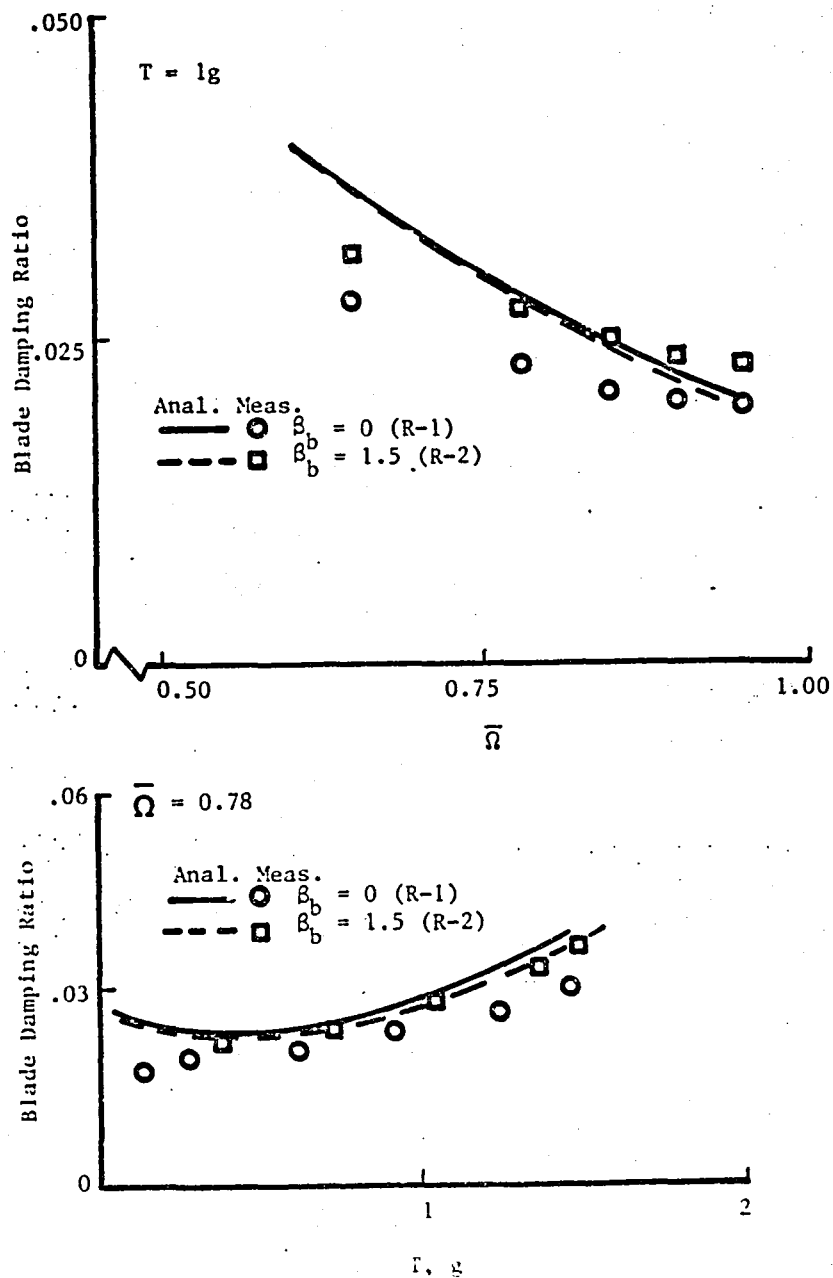 .050
T = 1g
Blade Damping Ratio
.025
Anal. Meas.
β_b = 0 (R-1)
β_b = 1.5 (R-2)
0
0.50 0.75 1.00
Ω̅
.06
Ω̅ = 0.78
Blade Damping Ratio
Anal. Meas.
β_b = 0 (R-1)
β_b = 1.5 (R-2)
.03
0
1 2
, g